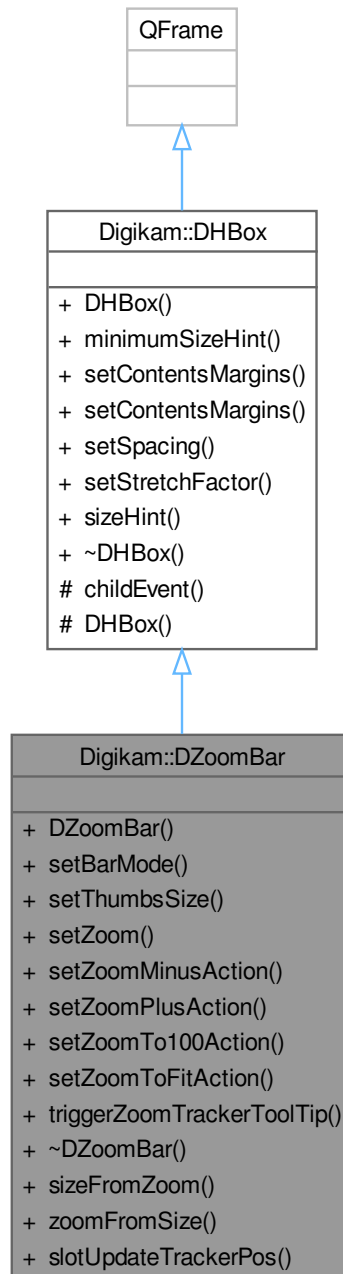 QFrame
Digikam::DHBox
+ DHBox()
+ minimumSizeHint()
+ setContentsMargins()
+ setContentsMargins()
+ setSpacing()
+ setStretchFactor()
+ sizeHint()
+ ~DHBox()
# childEvent()
# DHBox()
Digikam::DZoomBar
+ DZoomBar()
+ setBarMode()
+ setThumbsSize()
+ setZoom()
+ setZoomMinusAction()
+ setZoomPlusAction()
+ setZoomTo100Action()
+ setZoomToFitAction()
+ triggerZoomTrackerToolTip()
+ ~DZoomBar()
+ sizeFromZoom()
+ zoomFromSize()
+ slotUpdateTrackerPos()